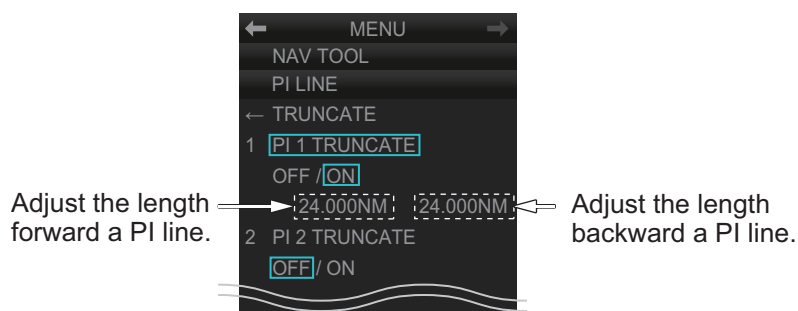 ← MENU →
NAV TOOL
PI LINE
← TRUNCATE
1 PI 1 TRUNCATE
OFF / ON
Adjust the length
forward a PI line.
24.000NM 24.000NM
Adjust the length
backward a PI line.
2 PI 2 TRUNCATE
OFF / ON